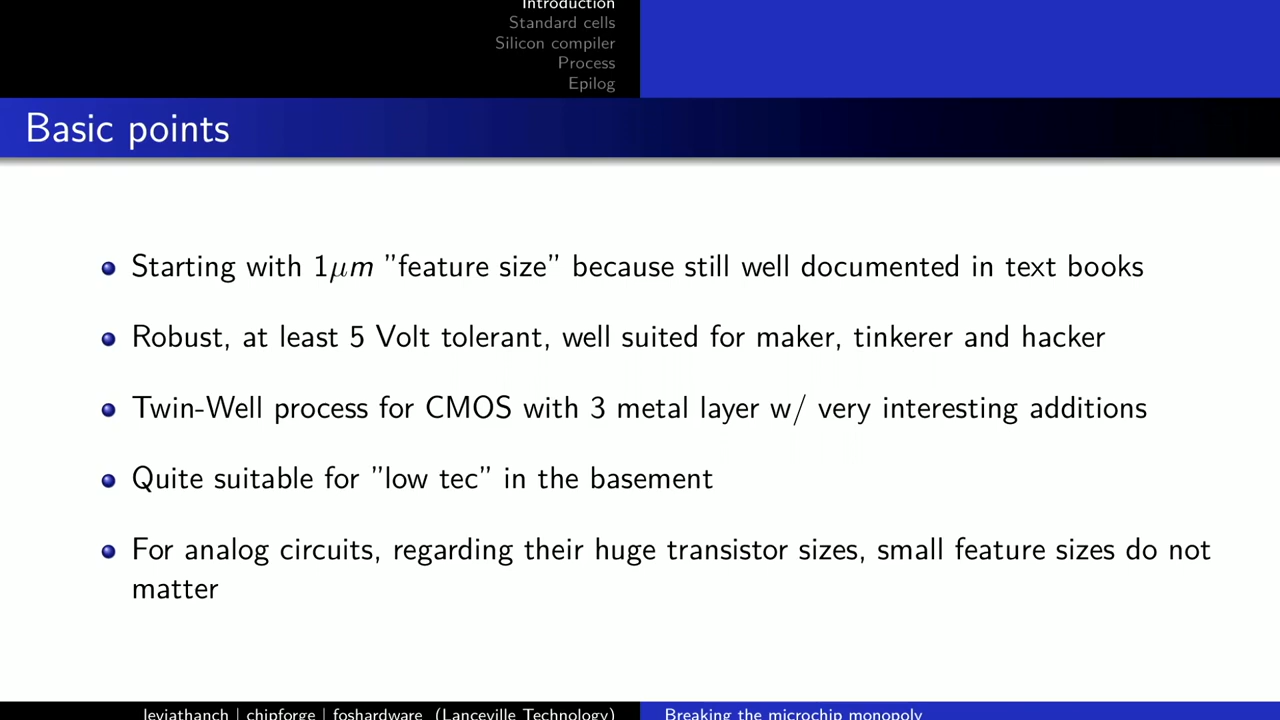 Introduction
Standard cells
Silicon compiler
Process
Epilog
Basic points
Starting with 1μm ”feature size” because still well documented in text books
Robust, at least 5 Volt tolerant, well suited for maker, tinkerer and hacker
Twin-Well process for CMOS with 3 metal layer w/ very interesting additions
Quite suitable for ”low tec” in the basement
For analog circuits, regarding their huge transistor sizes, small feature sizes do not
matter
leviathanch | chipforge | foshardware (Lanceville Technology)
Breaking the microchip monopoly